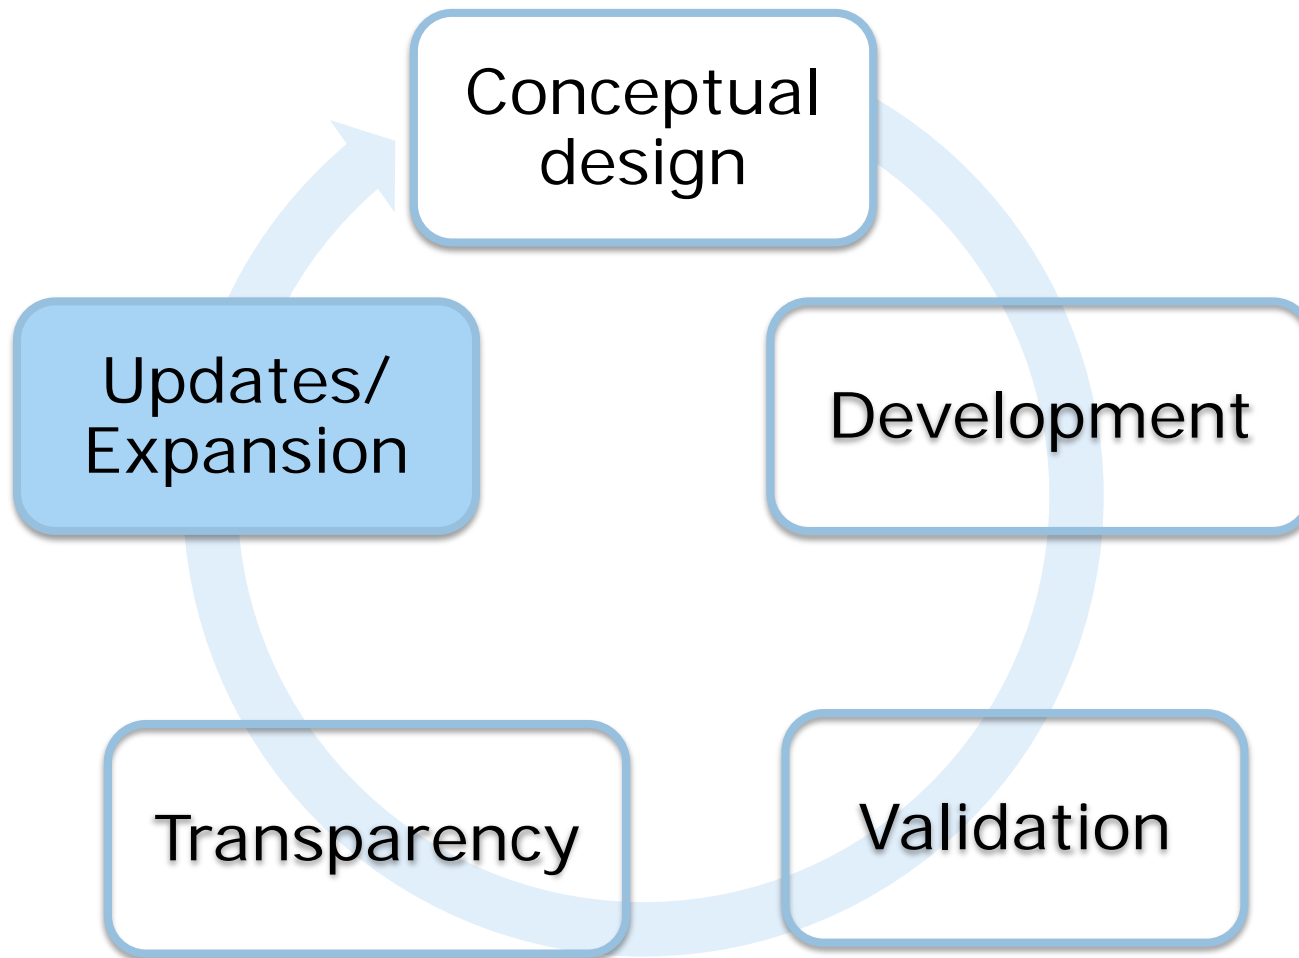 Conceptual
design
Development
Validation
Transparency
Updates/
Expansion